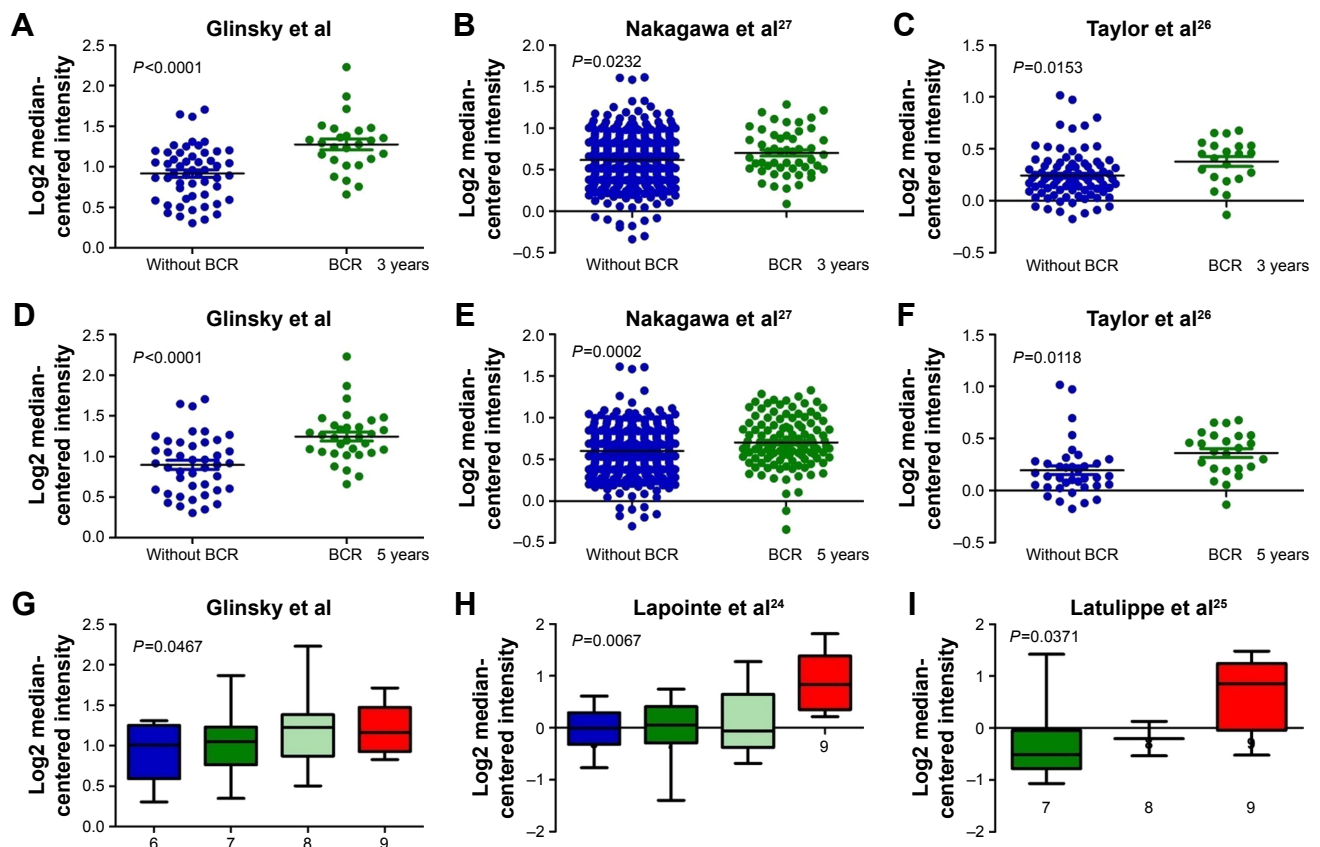 A
Glinsky et al
Log2 median-
centered intensity
2.5
2.0
1.5
1.0
0.5
0.0
P<0.0001
Without BCR
BCR
3 years
B
Nakagawa et al27
Log2 median-
centered intensity
2.0
1.5
1.0
0.5
0.0
–0.5
P=0.0232
Without BCR
BCR
3 years
C
Taylor et al26
Log2 median-
centered intensity
1.5
1.0
0.5
0.0
–0.5
P=0.0153
Without BCR
BCR
3 years
D
Glinsky et al
Log2 median-
centered intensity
2.5
2.0
1.5
1.0
0.5
0.0
P<0.0001
Without BCR
BCR
5 years
E
Nakagawa et al27
Log2 median-
centered intensity
2.0
1.5
1.0
0.5
0.0
–0.5
P=0.0002
Without BCR
BCR
5 years
F
Taylor et al26
Log2 median-
centered intensity
1.5
1.0
0.5
0.0
–0.5
P=0.0118
Without BCR
BCR
5 years
G
Glinsky et al
Log2 median-
centered intensity
2.5
2.0
1.5
1.0
0.5
0.0
P=0.0467
6
7
8
9
H
Lapointe et al24
Log2 median-
centered intensity
2
1
0
–1
–2
P=0.0067
9
I
Latulippe et al25
Log2 median-
centered intensity
2
1
0
–1
–2
P=0.0371
7
8
9